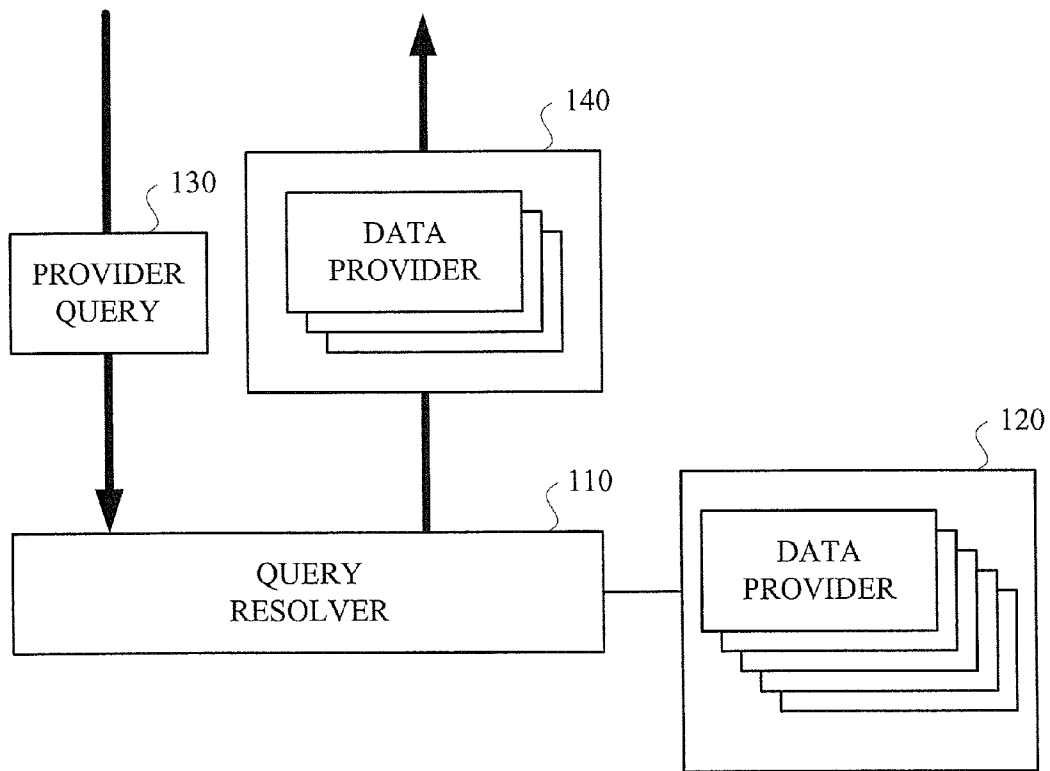 140
130
DATA
PROVIDER
PROVIDER
QUERY
120
110
DATA
PROVIDER
QUERY
RESOLVER